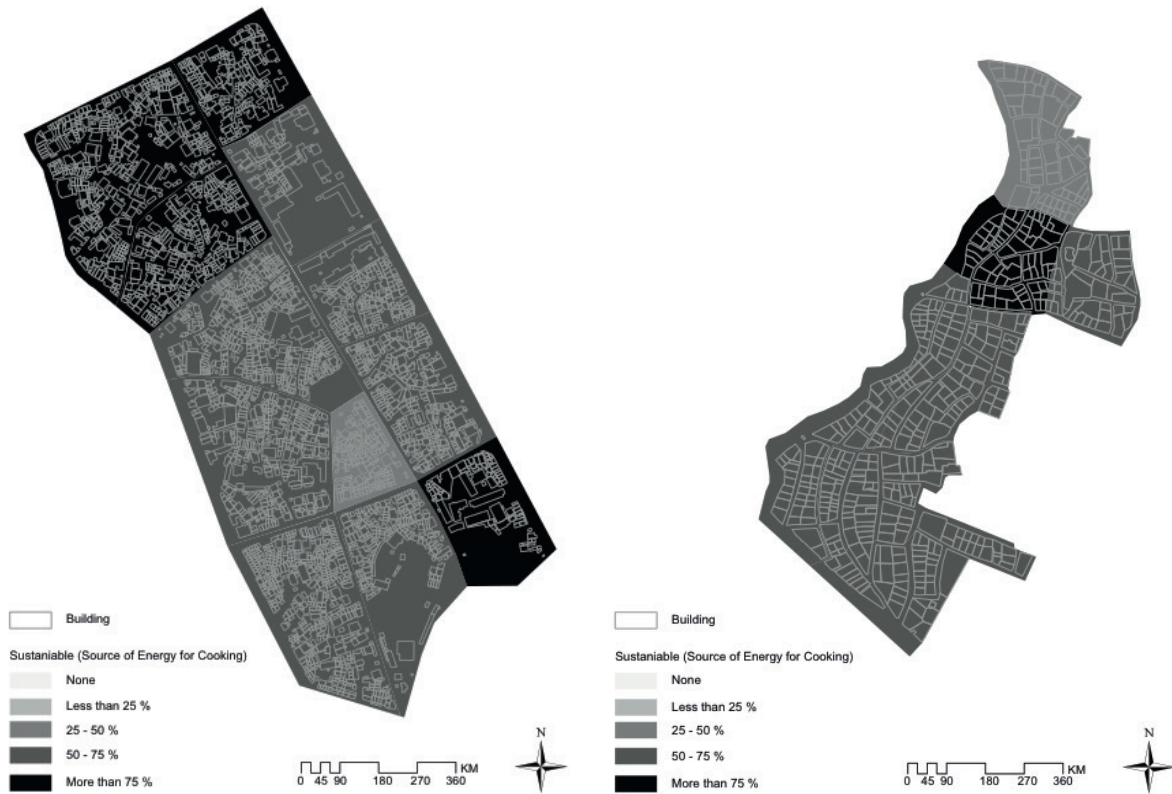 Building
Sustaniable (Source of Energy for Cooking)
None
Less than 25 %
25 - 50 %
50 - 75 %
More than 75 %
N
KM
0 45 90 180 270 360
Building
Sustaniable (Source of Energy for Cooking)
None
Less than 25 %
25 - 50 %
50 - 75 %
More than 75 %
N
KM
0 45 90 180 270 360